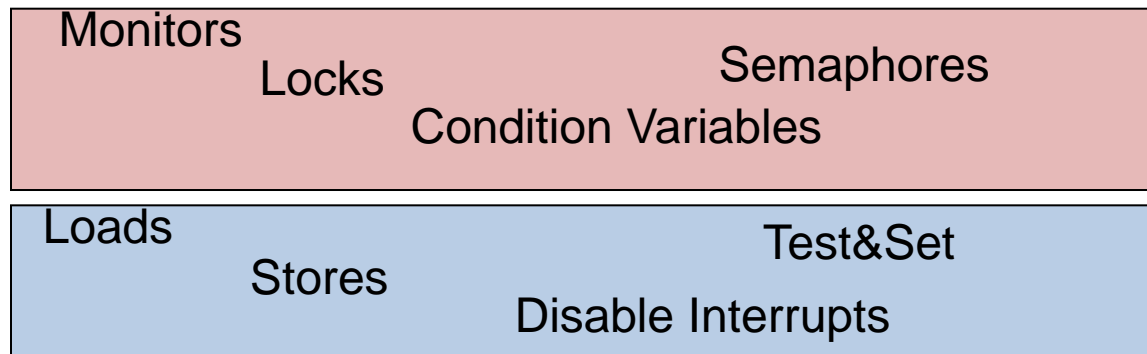 Monitors
Locks
Semaphores
Condition Variables
Loads
Stores
Test&Set
Disable Interrupts